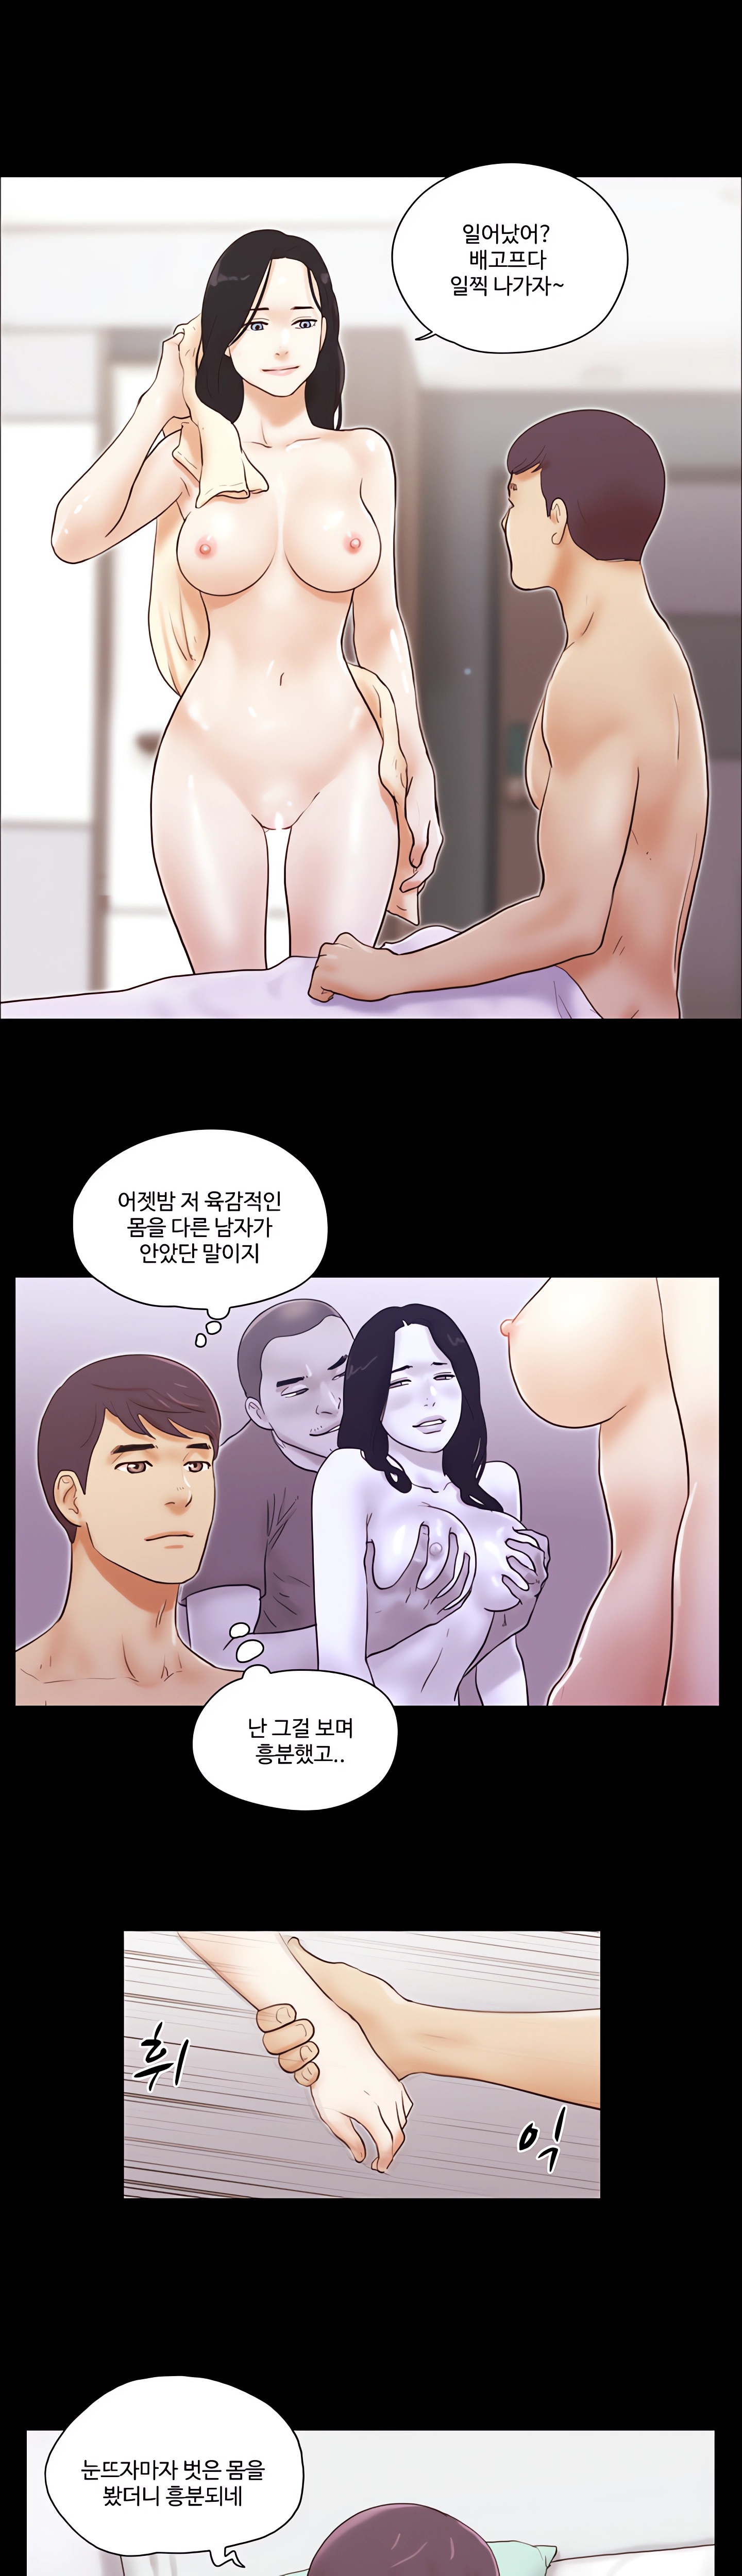 일어났어?
배고프다
일찍 나가자~
어젯밤 저 육감적인
몸을 다른 남자가
안았단 말이지
난 그걸 보며
흥분했고..
휘
익
눈뜨자마자 벗은 몸을
봤더니 흥분되네